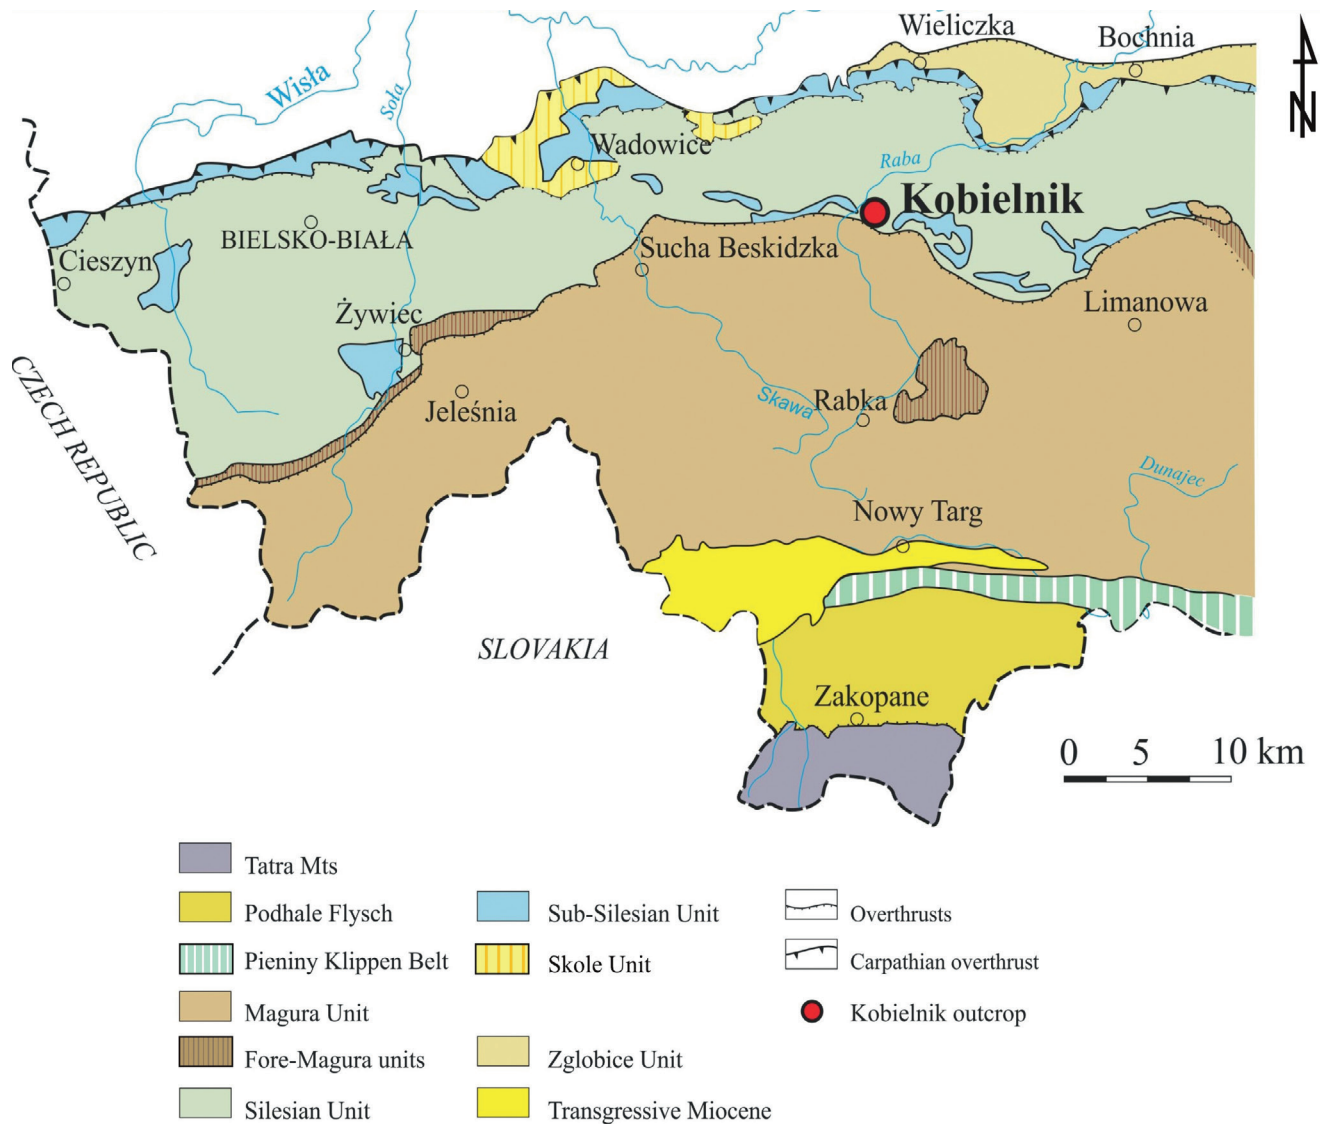 Wieliczka
Bochnia
N
Wisła
Soła
Wadowice
Raba
Kobielnik
BIELSKO-BIAŁA
Sucha Beskidzka
Cieszyn
Limanowa
Żywiec
CZECH REPUBLIC
Jeleśnia
Skawa
Rabka
Dunajec
Nowy Targ
SLOVAKIA
Zakopane
0 5 10 km
Tatra Mts
Podhale Flysch
Pieniny Klippen Belt
Magura Unit
Fore-Magura units
Silesian Unit
Sub-Silesian Unit
Skole Unit
Zglobice Unit
Transgressive Miocene
Overthrusts
Carpathian overthrust
Kobielnik outcrop